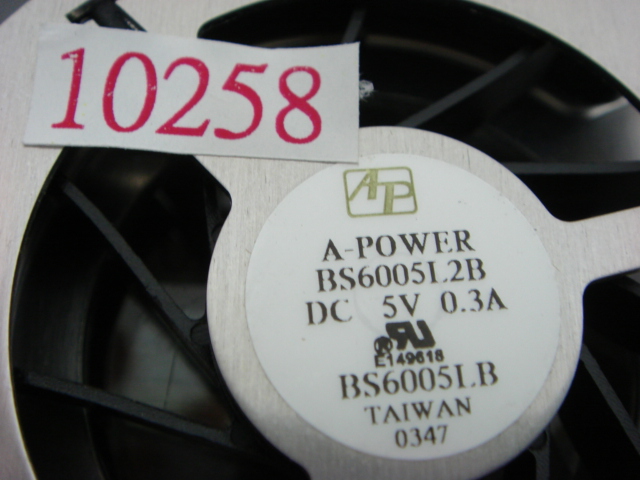 10258
AP
A-POWER
BS6005L2B
DC 5V 0.3A
E149618
BS6005LB
TAIWAN
0347